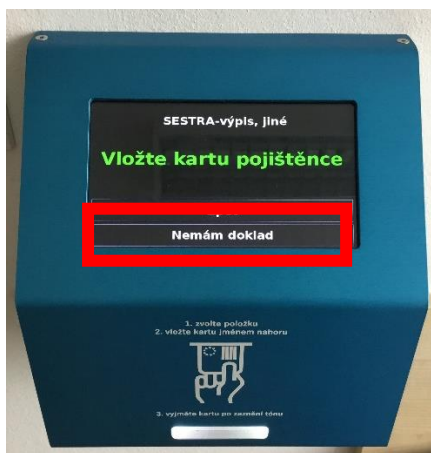 SESTRA-výpis, jiné
Vložte kartu pojištěnce
Nemám doklad
1. zvolte položku
2. vložte kartu jménem nahoru
3. vyjměte kartu po zaznění tónu